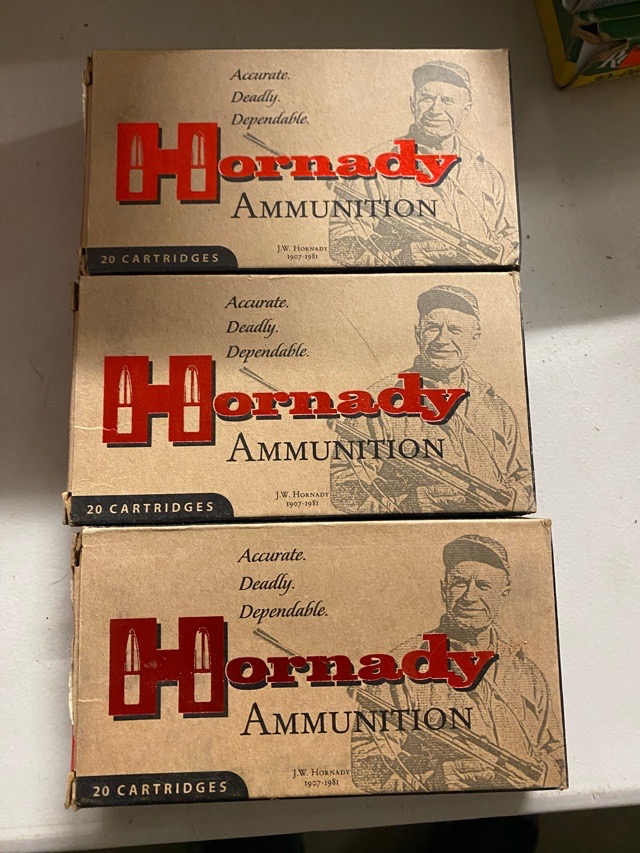 Accurate.
Deadly.
Dependable.
Hornady
AMMUNITION
J.W. HORNADY
1907-1981
20 CARTRIDGES
Accurate.
Deadly.
Dependable.
Hornady
AMMUNITION
J.W. HORNADY
1907-1981
20 CARTRIDGES
Accurate.
Deadly.
Dependable.
Hornady
AMMUNITION
J.W. HORNADY
1907-1981
20 CARTRIDGES